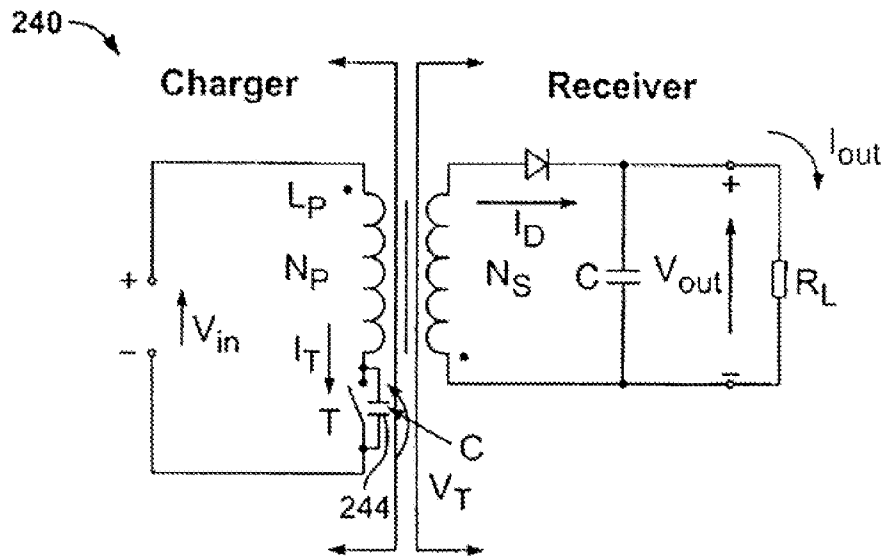 240
Charger
Receiver
I_out
L_P
N_P
+
−
V_in
I_T
T
244
C
V_T
I_D
N_S
C
V_out
+
−
R_L